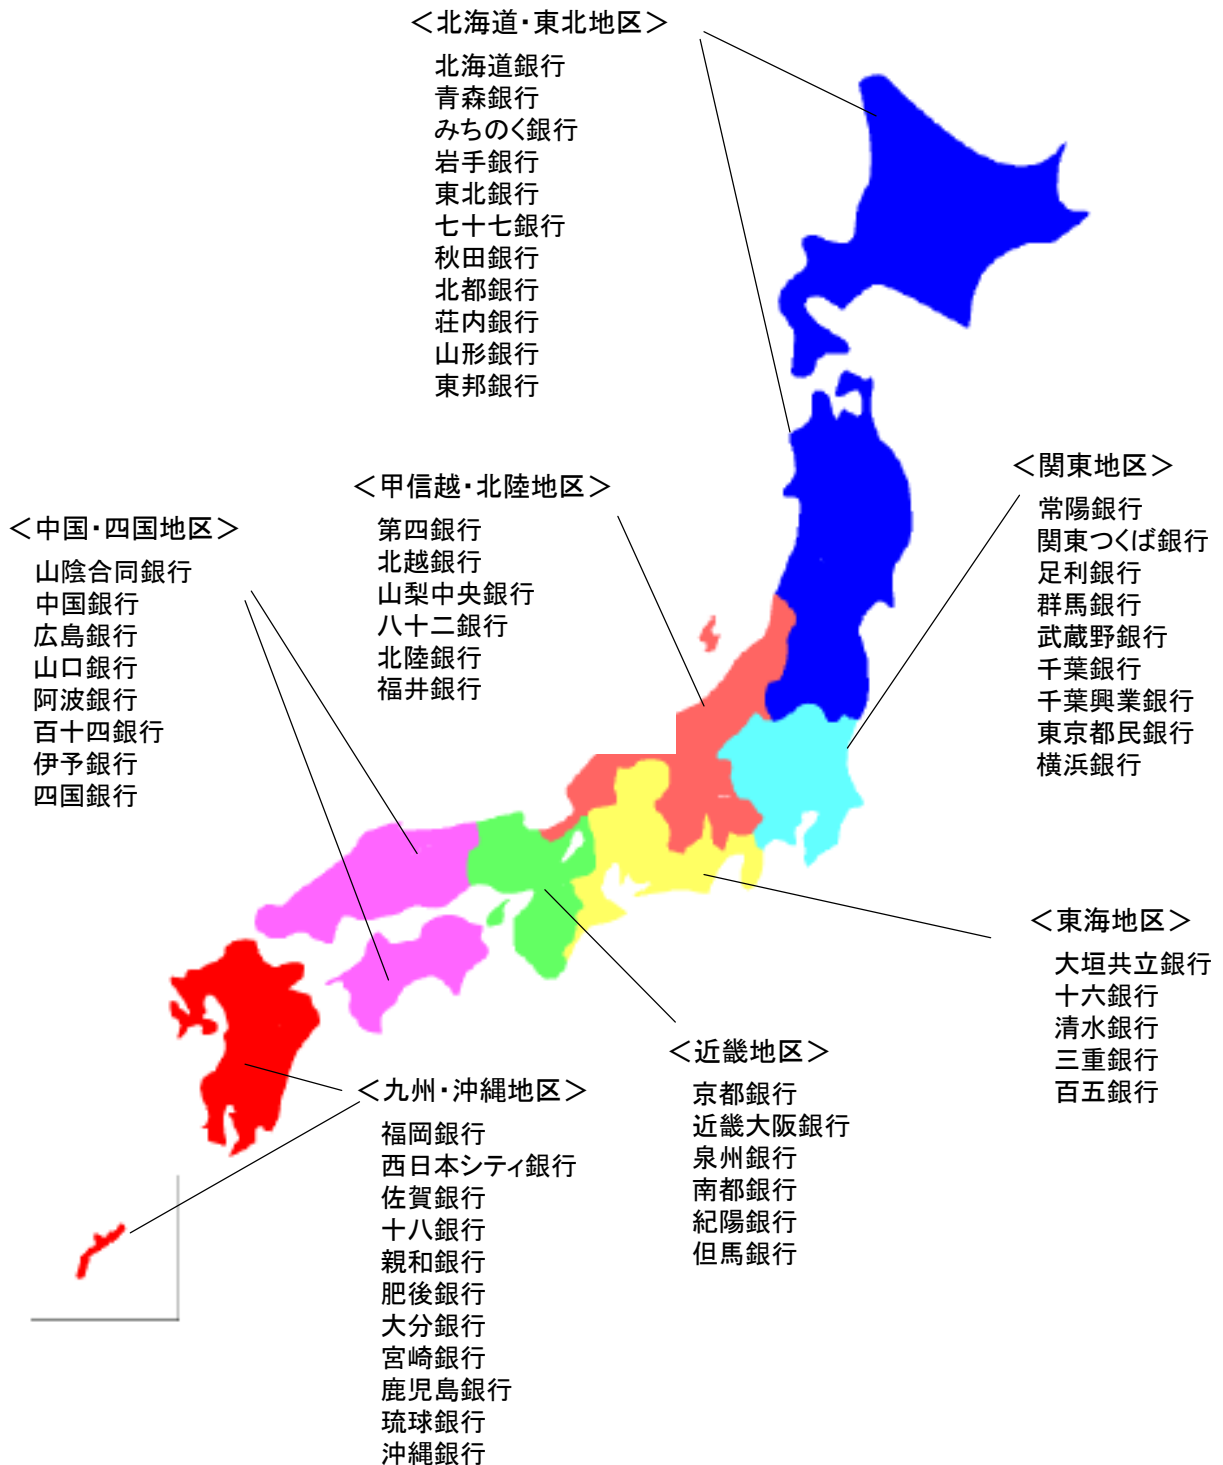 ＜北海道・東北地区＞
北海道銀行
青森銀行
みちのく銀行
岩手銀行
東北銀行
七十七銀行
秋田銀行
北都銀行
荘内銀行
山形銀行
東邦銀行
＜関東地区＞
常陽銀行
関東つくば銀行
足利銀行
群馬銀行
武蔵野銀行
千葉銀行
千葉興業銀行
東京都民銀行
横浜銀行
＜甲信越・北陸地区＞
第四銀行
北越銀行
山梨中央銀行
八十二銀行
北陸銀行
福井銀行
＜中国・四国地区＞
山陰合同銀行
中国銀行
広島銀行
山口銀行
阿波銀行
百十四銀行
伊予銀行
四国銀行
＜東海地区＞
大垣共立銀行
十六銀行
清水銀行
三重銀行
百五銀行
＜近畿地区＞
京都銀行
近畿大阪銀行
泉州銀行
南都銀行
紀陽銀行
但馬銀行
＜九州・沖縄地区＞
福岡銀行
西日本シティ銀行
佐賀銀行
十八銀行
親和銀行
肥後銀行
大分銀行
宮崎銀行
鹿児島銀行
琉球銀行
沖縄銀行